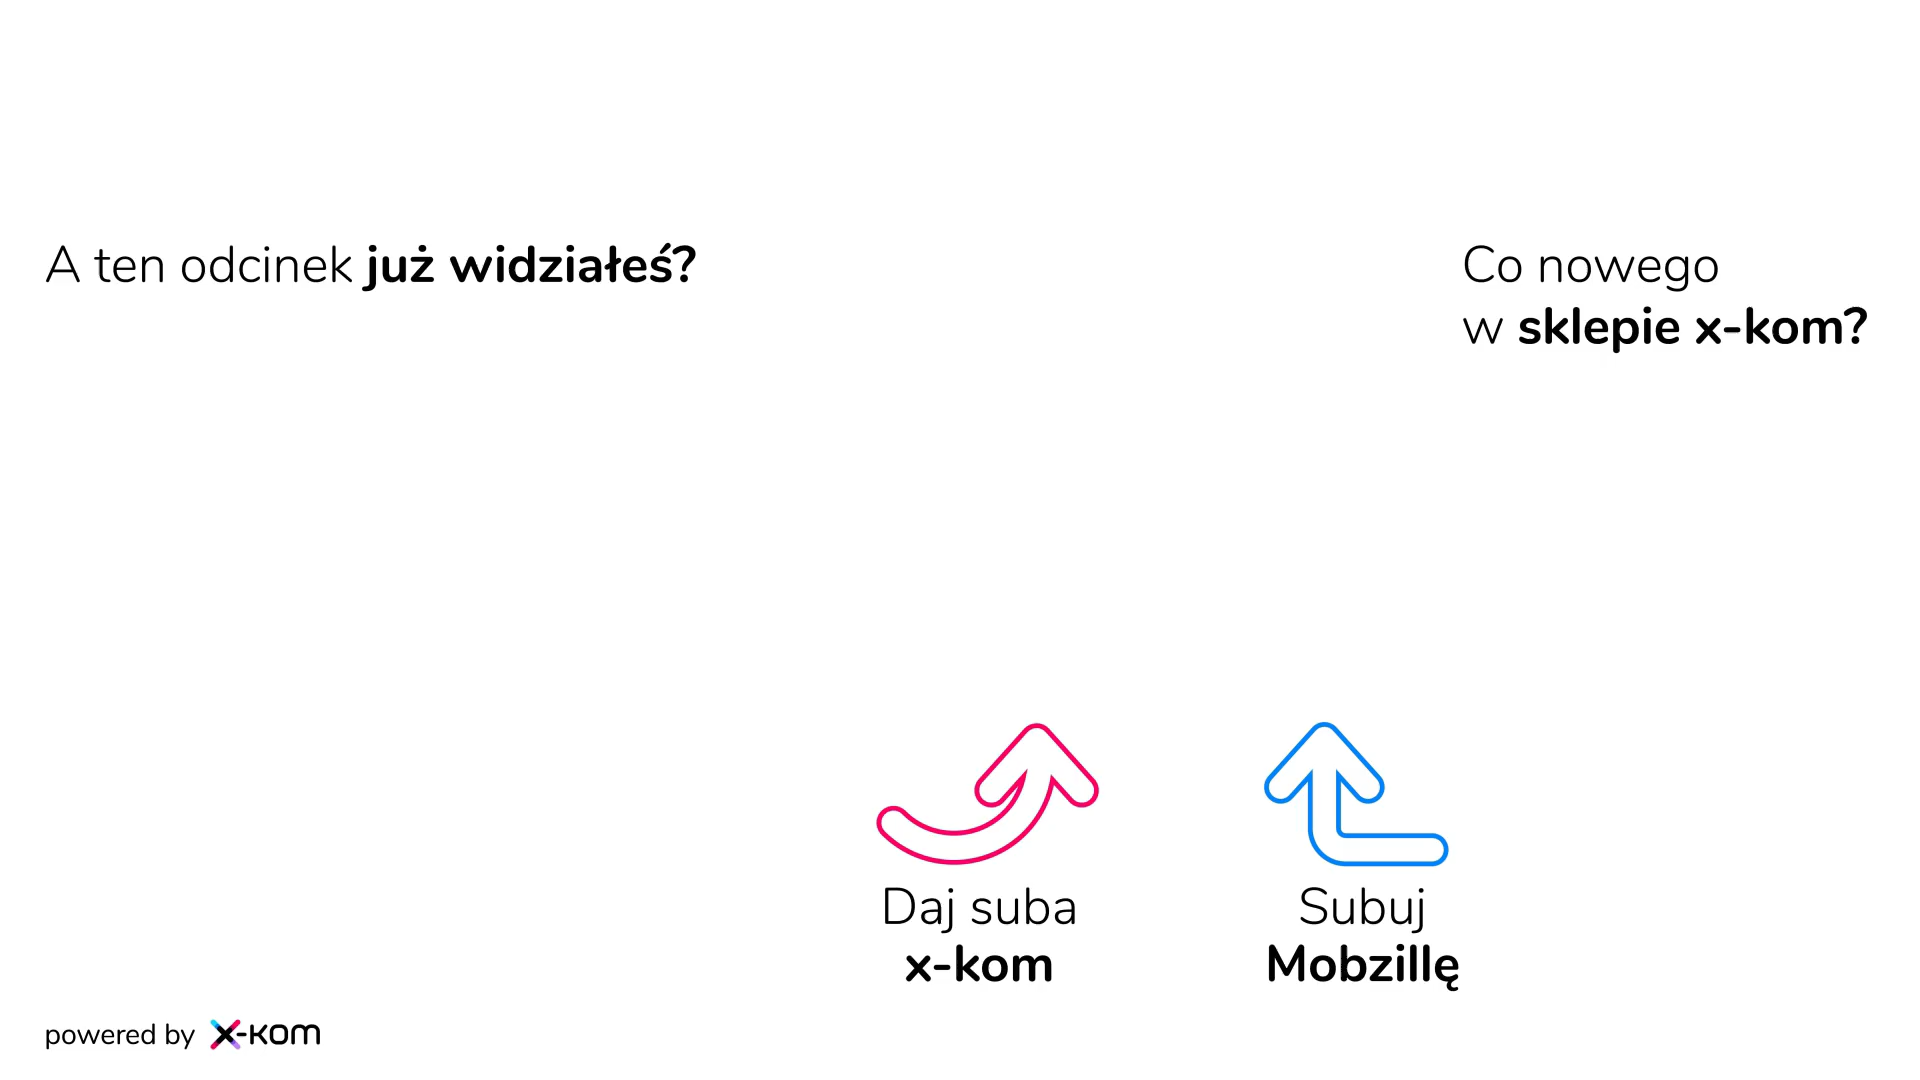 A ten odcinek już widziałeś?
Co nowego
w sklepie x-kom?
Daj suba
x-kom
Subuj
Mobzillę
powered by x-kom